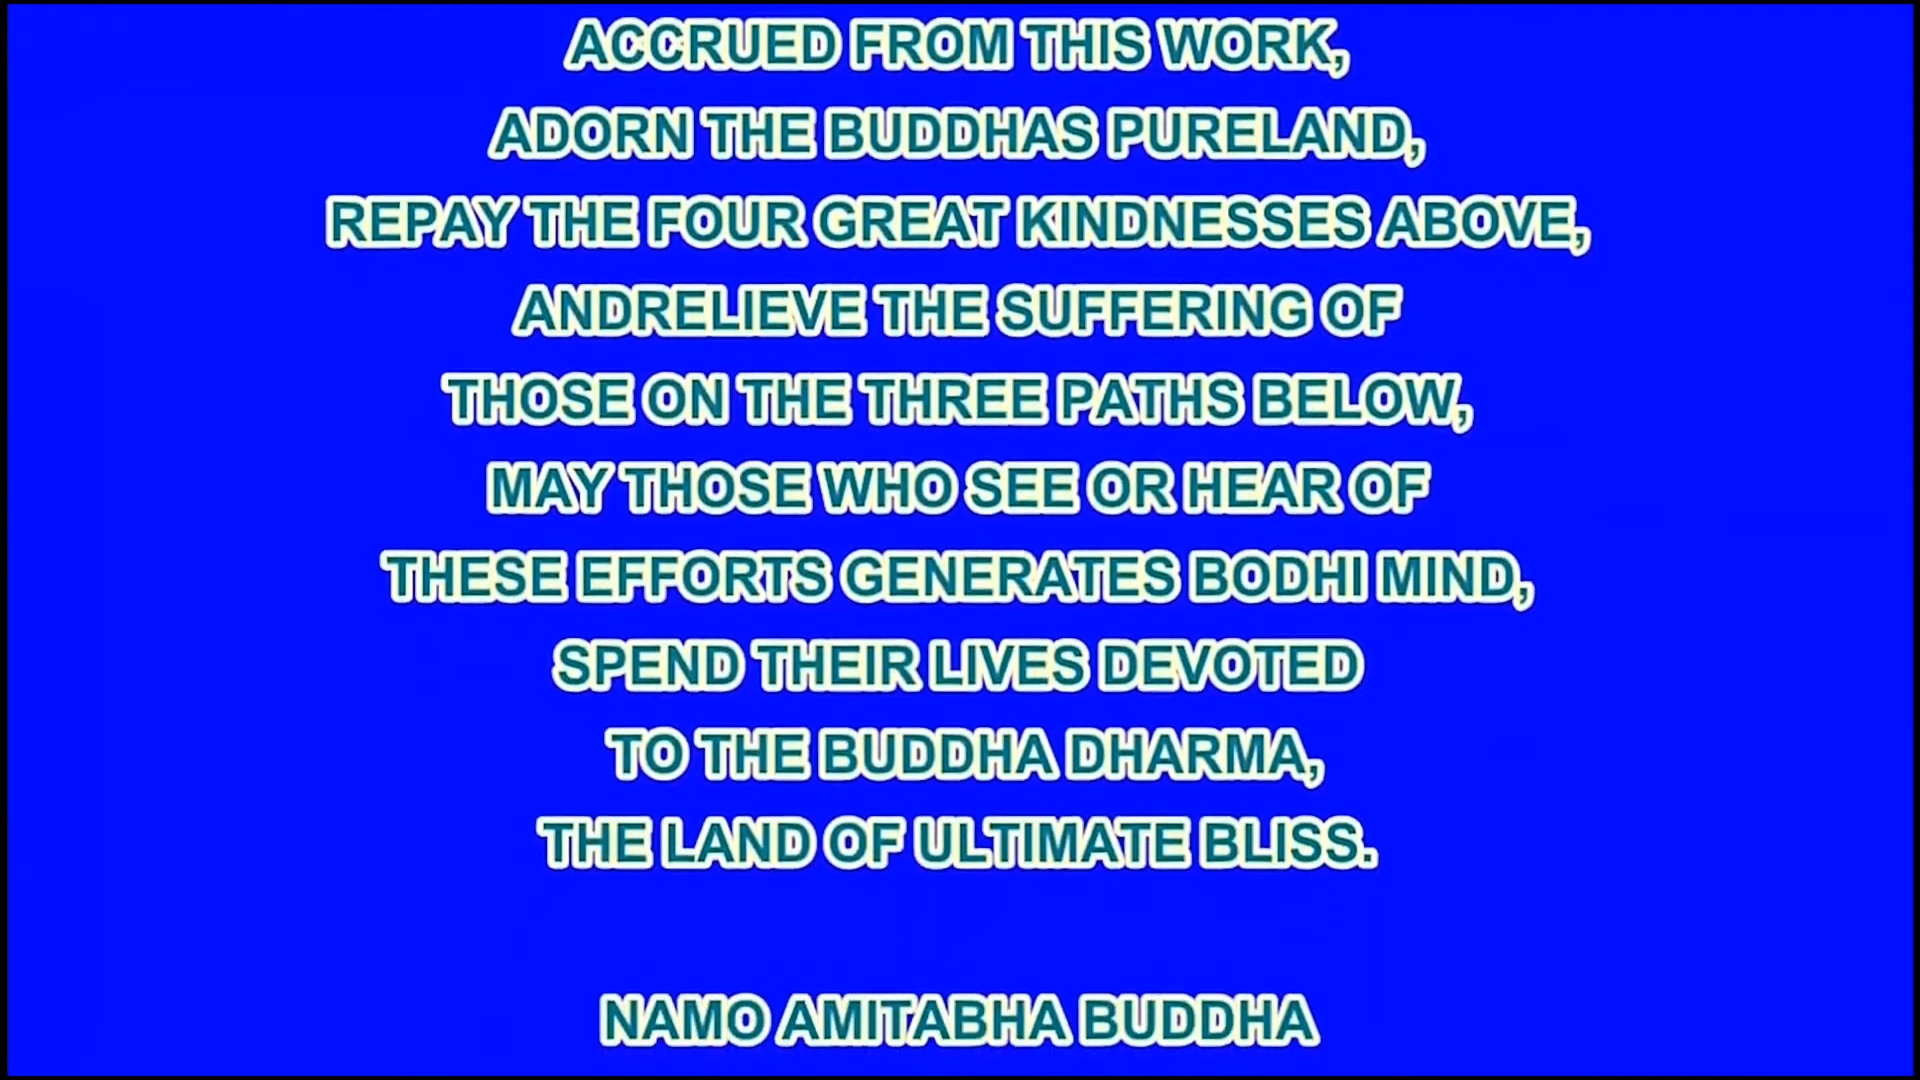 ACCRUED FROM THIS WORK,
ADORN THE BUDDHAS PURELAND,
REPAY THE FOUR GREAT KINDNESSES ABOVE,
ANDRELIEVE THE SUFFERING OF
THOSE ON THE THREE PATHS BELOW,
MAY THOSE WHO SEE OR HEAR OF
THESE EFFORTS GENERATES BODHI MIND,
SPEND THEIR LIVES DEVOTED
TO THE BUDDHA DHARMA,
THE LAND OF ULTIMATE BLISS.
NAMO AMITABHA BUDDHA